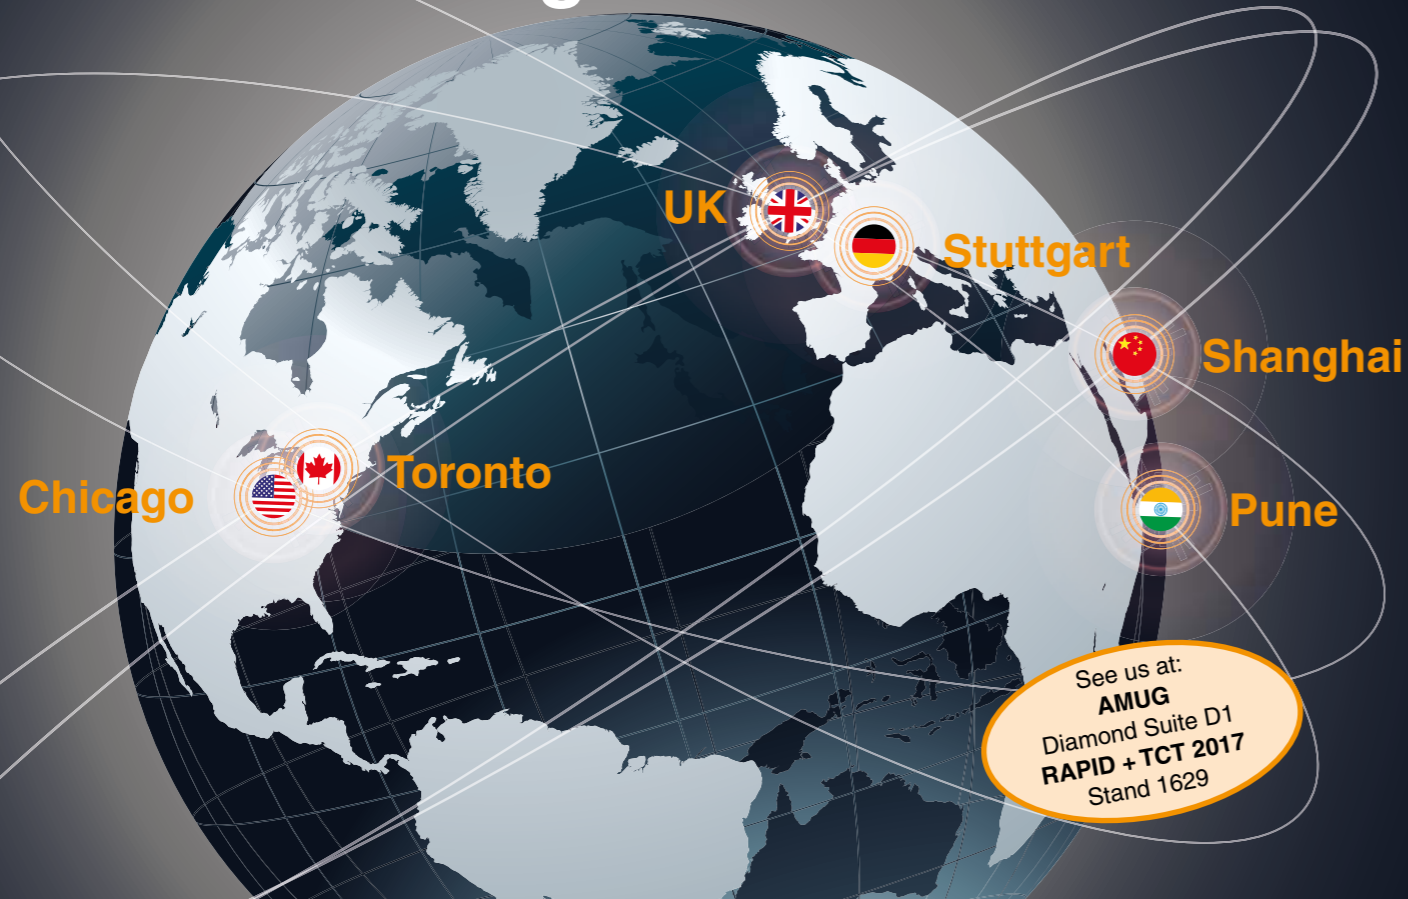 UK
Stuttgart
Shanghai
Toronto
Chicago
Pune
See us at:
AMUG
Diamond Suite D1
RAPID + TCT 2017
Stand 1629